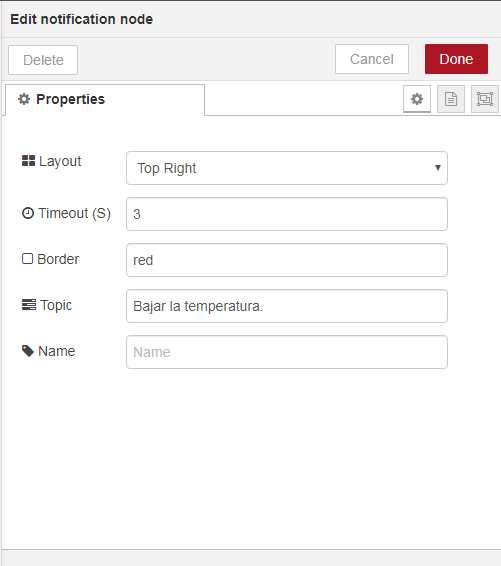 Edit notification node
Delete
Cancel
Done
Properties
Layout
Top Right
Timeout (S)
3
Border
red
Topic
Bajar la temperatura.
Name
Name